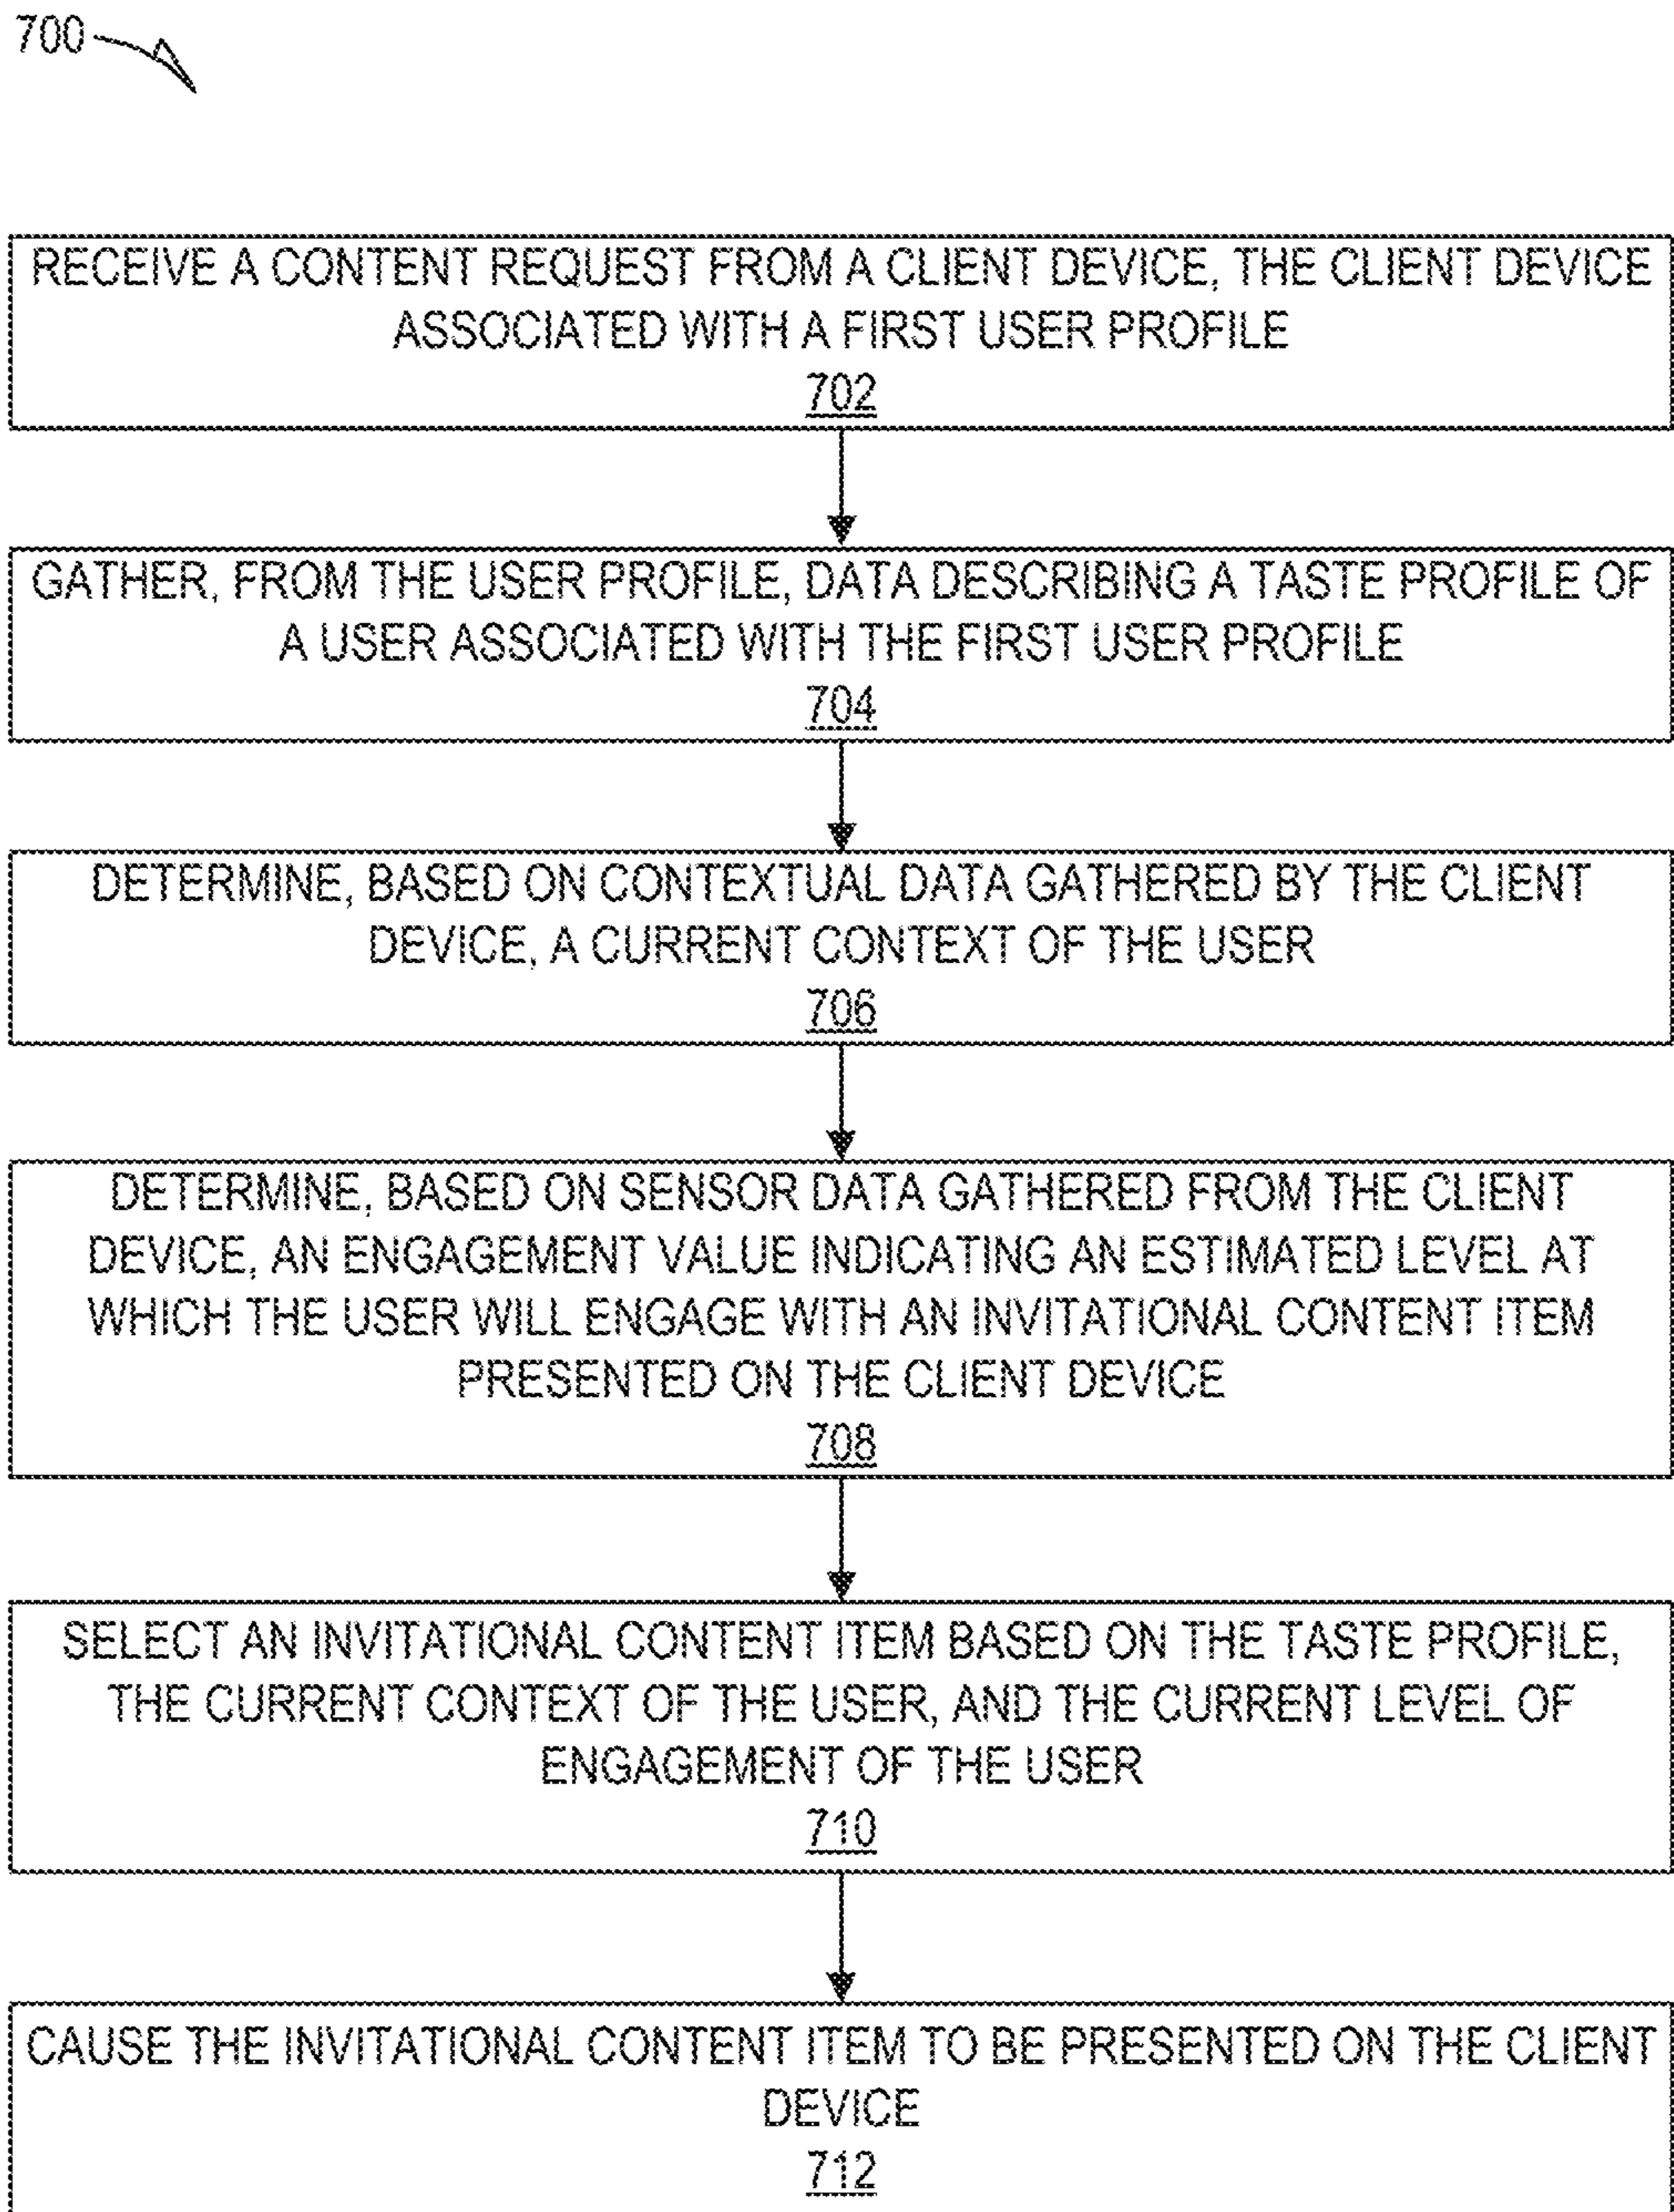 700
RECEIVE A CONTENT REQUEST FROM A CLIENT DEVICE, THE CLIENT DEVICE
ASSOCIATED WITH A FIRST USER PROFILE
702
GATHER, FROM THE USER PROFILE, DATA DESCRIBING A TASTE PROFILE OF
A USER ASSOCIATED WITH THE FIRST USER PROFILE
704
DETERMINE, BASED ON CONTEXTUAL DATA GATHERED BY THE CLIENT
DEVICE, A CURRENT CONTEXT OF THE USER
706
DETERMINE, BASED ON SENSOR DATA GATHERED FROM THE CLIENT
DEVICE, AN ENGAGEMENT VALUE INDICATING AN ESTIMATED LEVEL AT
WHICH THE USER WILL ENGAGE WITH AN INVITATIONAL CONTENT ITEM
PRESENTED ON THE CLIENT DEVICE
708
SELECT AN INVITATIONAL CONTENT ITEM BASED ON THE TASTE PROFILE,
THE CURRENT CONTEXT OF THE USER, AND THE CURRENT LEVEL OF
ENGAGEMENT OF THE USER
710
CAUSE THE INVITATIONAL CONTENT ITEM TO BE PRESENTED ON THE CLIENT
DEVICE
712